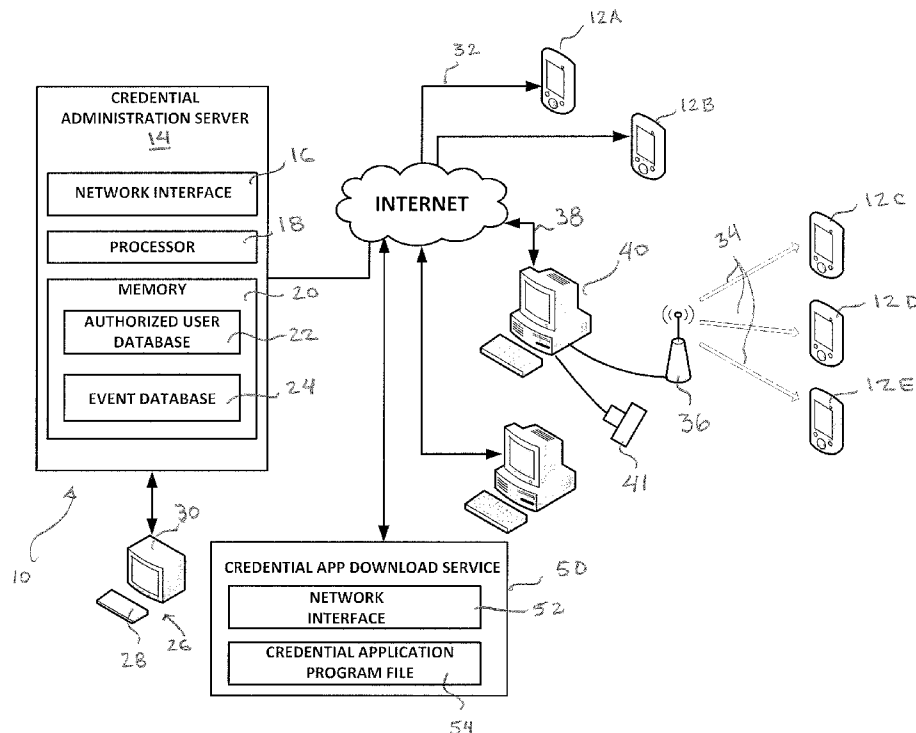 12A
32
CREDENTIAL
ADMINISTRATION SERVER
14
12B
16
NETWORK INTERFACE
INTERNET
18
PROCESSOR
38
12C
34
40
MEMORY
20
AUTHORIZED USER
DATABASE
22
12D
EVENT DATABASE
24
36
12E
41
10
30
28
26
CREDENTIAL APP DOWNLOAD SERVICE
50
NETWORK
INTERFACE
52
CREDENTIAL APPLICATION
PROGRAM FILE
54